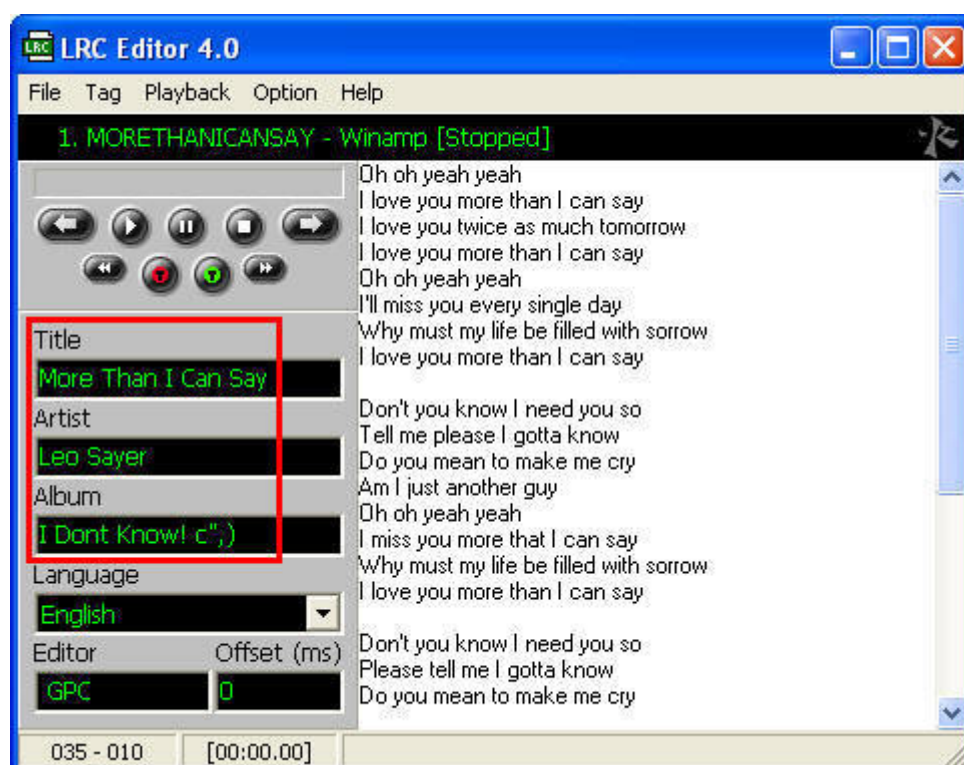 LRC LRC Editor 4.0
File Tag Playback Option Help
1. MORETHANICANSAY - Winamp [Stopped]
Title
More Than I Can Say
Artist
Leo Sayer
Album
I Dont Know! c",)
Language
English
Editor Offset (ms)
GPC 0
Oh oh yeah yeah
I love you more than I can say
I love you twice as much tomorrow
I love you more than I can say
Oh oh yeah yeah
I'll miss you every single day
Why must my life be filled with sorrow
I love you more than I can say
Don't you know I need you so
Tell me please I gotta know
Do you mean to make me cry
Am I just another guy
Oh oh yeah yeah
I miss you more that I can say
Why must my life be filled with sorrow
I love you more than I can say
Don't you know I need you so
Please tell me I gotta know
Do you mean to make me cry
035 - 010 [00:00.00]